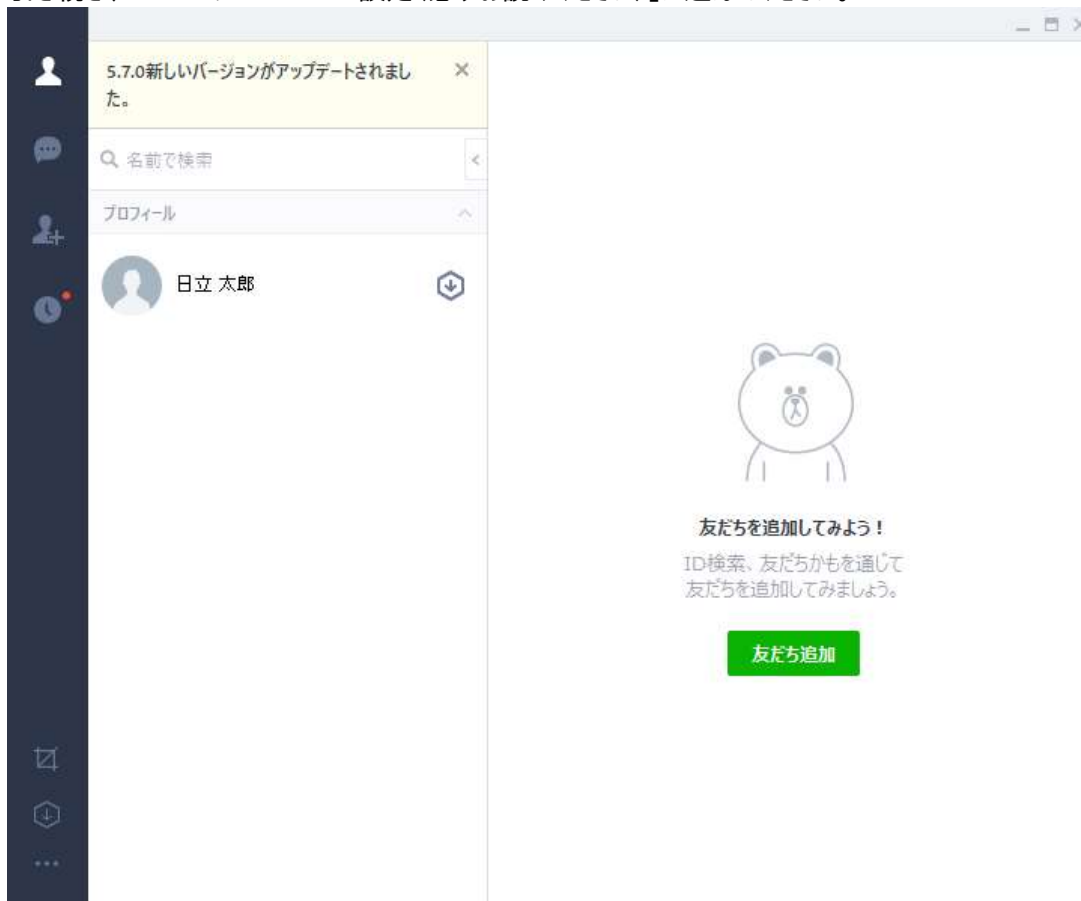 5.7.0新しいバージョンがアップデートされまし
た。
名前で検索
プロフィール
日立 太郎
友だちを追加してみよう！
ID検索、友だちかもを通じて
友だちを追加してみましょう。
友だち追加